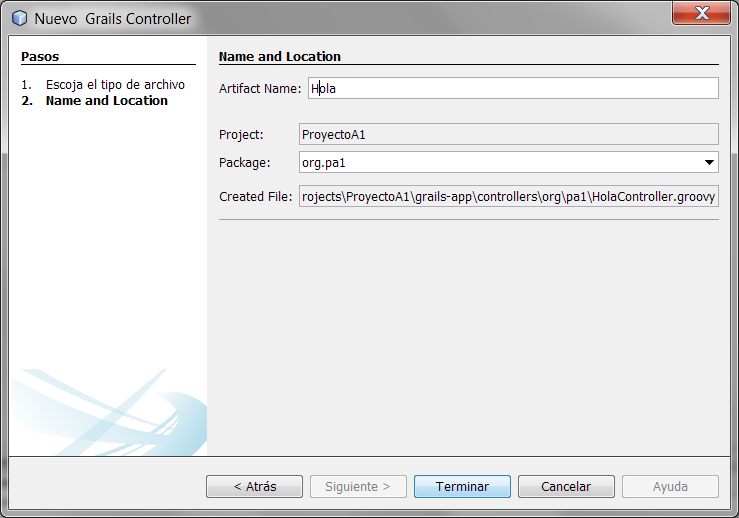 Nuevo  Grails Controller
Pasos
1. Escoja el tipo de archivo
2. Name and Location
Name and Location
Artifact Name: Hola
Project: ProyectoA1
Package: org.pa1
Created File: rojects\ProyectoA1\grails-app\controllers\org\pa1\HolaController.groovy
< Atrás
Siguiente >
Terminar
Cancelar
Ayuda